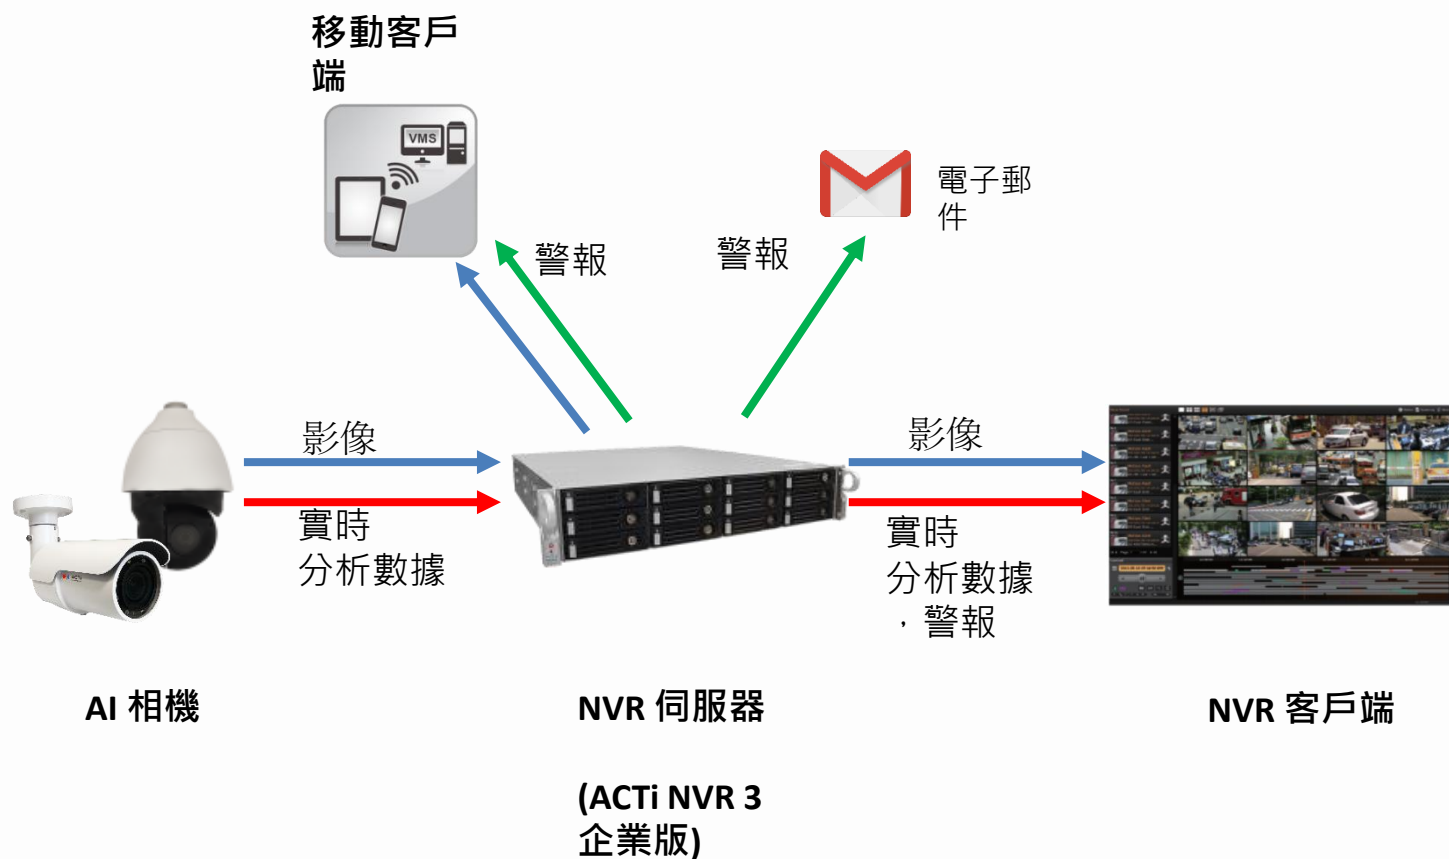 移動客戶
端
VMS
警報
警報
電子郵
件
影像
實時
分析數據
影像
實時
分析數據
，警報
AI 相機
NVR 伺服器
(ACTi NVR 3
企業版)
NVR 客戶端